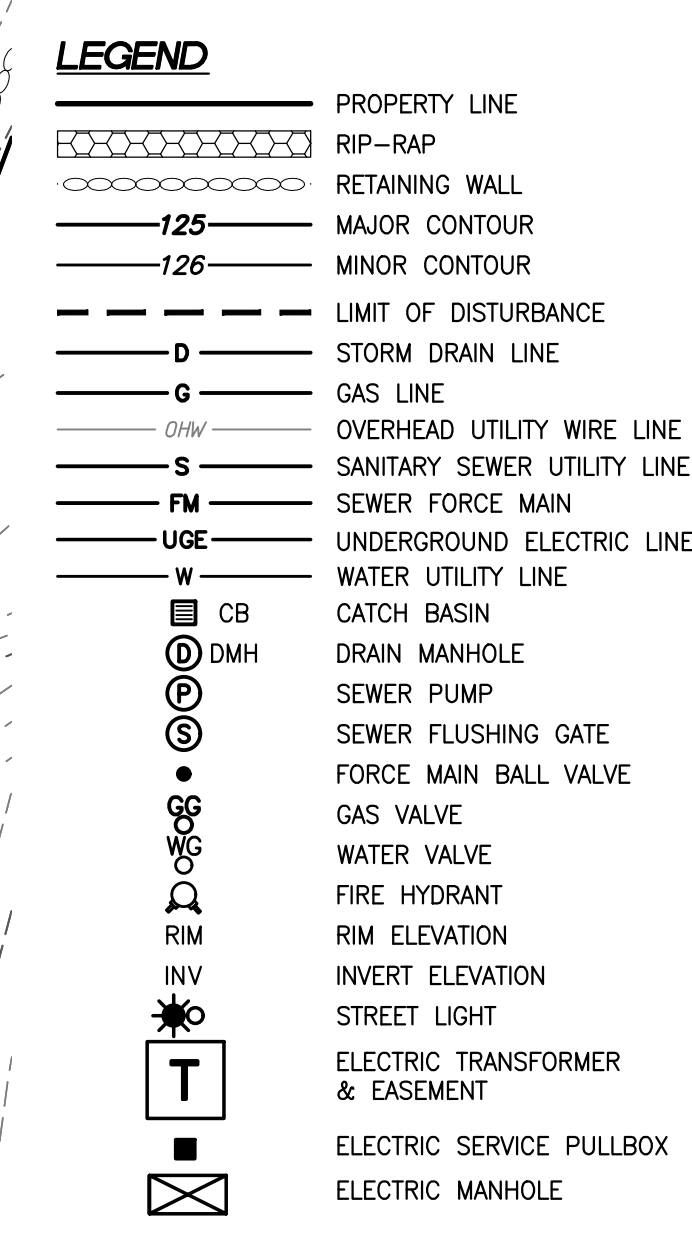 LEGEND
PROPERTY LINE
RIP-RAP
RETAINING WALL
125 MAJOR CONTOUR
126 MINOR CONTOUR
LIMIT OF DISTURBANCE
D STORM DRAIN LINE
G GAS LINE
OHW OVERHEAD UTILITY WIRE LINE
S SANITARY SEWER UTILITY LINE
FM SEWER FORCE MAIN
UGE UNDERGROUND ELECTRIC LINE
W WATER UTILITY LINE
CB CATCH BASIN
D DMH DRAIN MANHOLE
P SEWER PUMP
S SEWER FLUSHING GATE
FORCE MAIN BALL VALVE
GG GAS VALVE
WG WATER VALVE
FIRE HYDRANT
RIM RIM ELEVATION
INV INVERT ELEVATION
STREET LIGHT
T ELECTRIC TRANSFORMER
& EASEMENT
ELECTRIC SERVICE PULLBOX
ELECTRIC MANHOLE